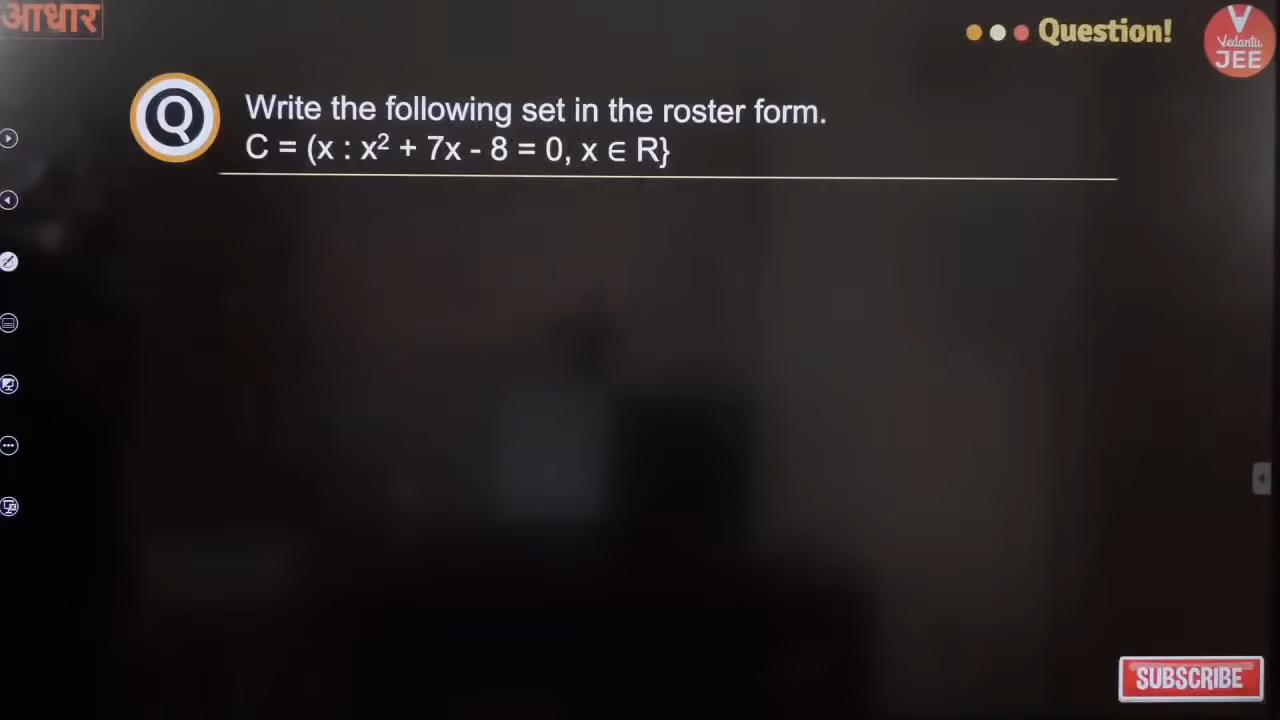 आधार
Question!
Vedantu
JEE
Q
Write the following set in the roster form.
C = (x : x² + 7x - 8 = 0, x ∈ R}
SUBSCRIBE